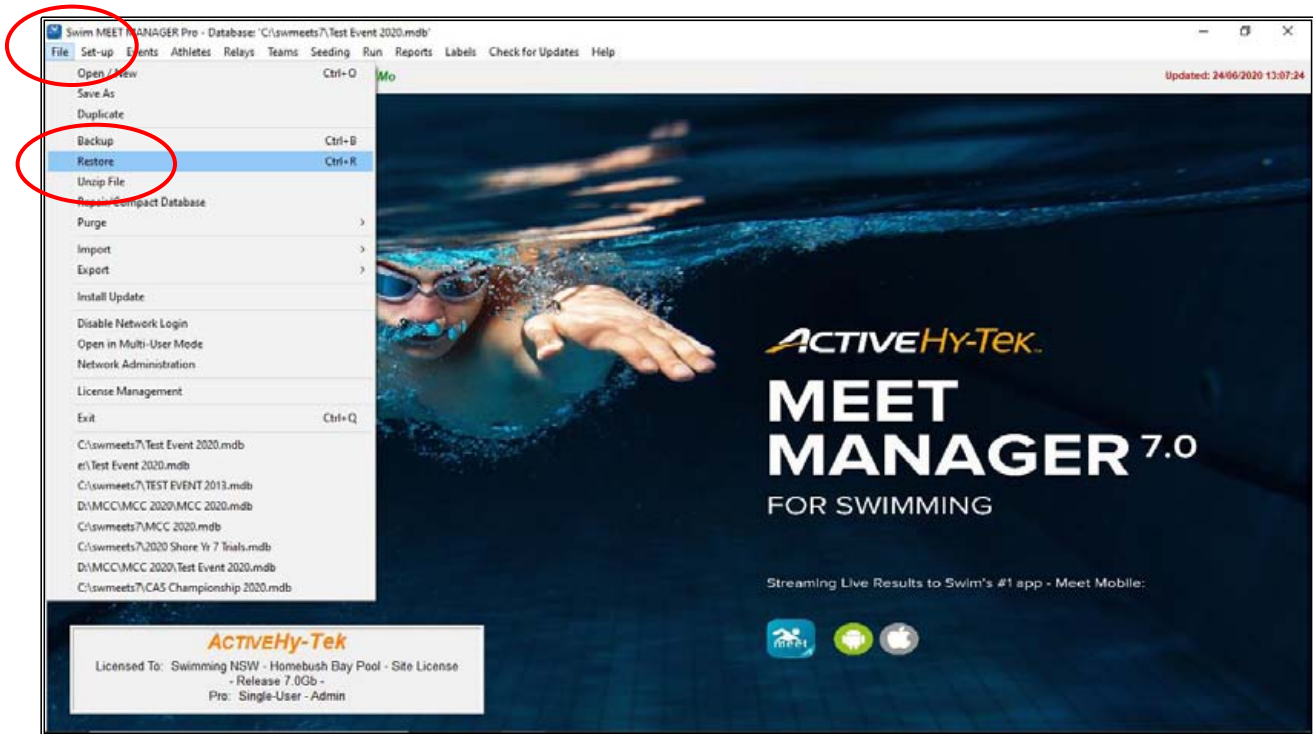 Swim MEET MANAGER Pro - Database: 'C:\swmeets7\Test Event 2020.mdb'
File Set-up Events Athletes Relays Teams Seeding Run Reports Labels Check for Updates Help
Open / New Ctrl+O
Mo
Updated: 24/06/2020 13:07:24
Save As
Duplicate
Backup Ctrl+B
Restore Ctrl+R
Unzip File
Repair/Compact Database
Purge
Import
Export
Install Update
Disable Network Login
Open in Multi-User Mode
Network Administration
License Management
Exit Ctrl+Q
C:\swmeets7\Test Event 2020.mdb
e:\Test Event 2020.mdb
C:\swmeets7\TEST EVENT 2013.mdb
D:\MCC\MCC 2020\MCC 2020.mdb
C:\swmeets7\MCC 2020.mdb
C:\swmeets7\2020 Shore Yr 7 Trials.mdb
D:\MCC\MCC 2020\Test Event 2020.mdb
C:\swmeets7\CAS Championship 2020.mdb
ACTIVEHy-Tek
MEET
MANAGER 7.0
FOR SWIMMING
Streaming Live Results to Swim's #1 app - Meet Mobile:
meet
ACTIVEHy-Tek
Licensed To: Swimming NSW - Homebush Bay Pool - Site License
- Release 7.0Gb -
Pro: Single-User - Admin